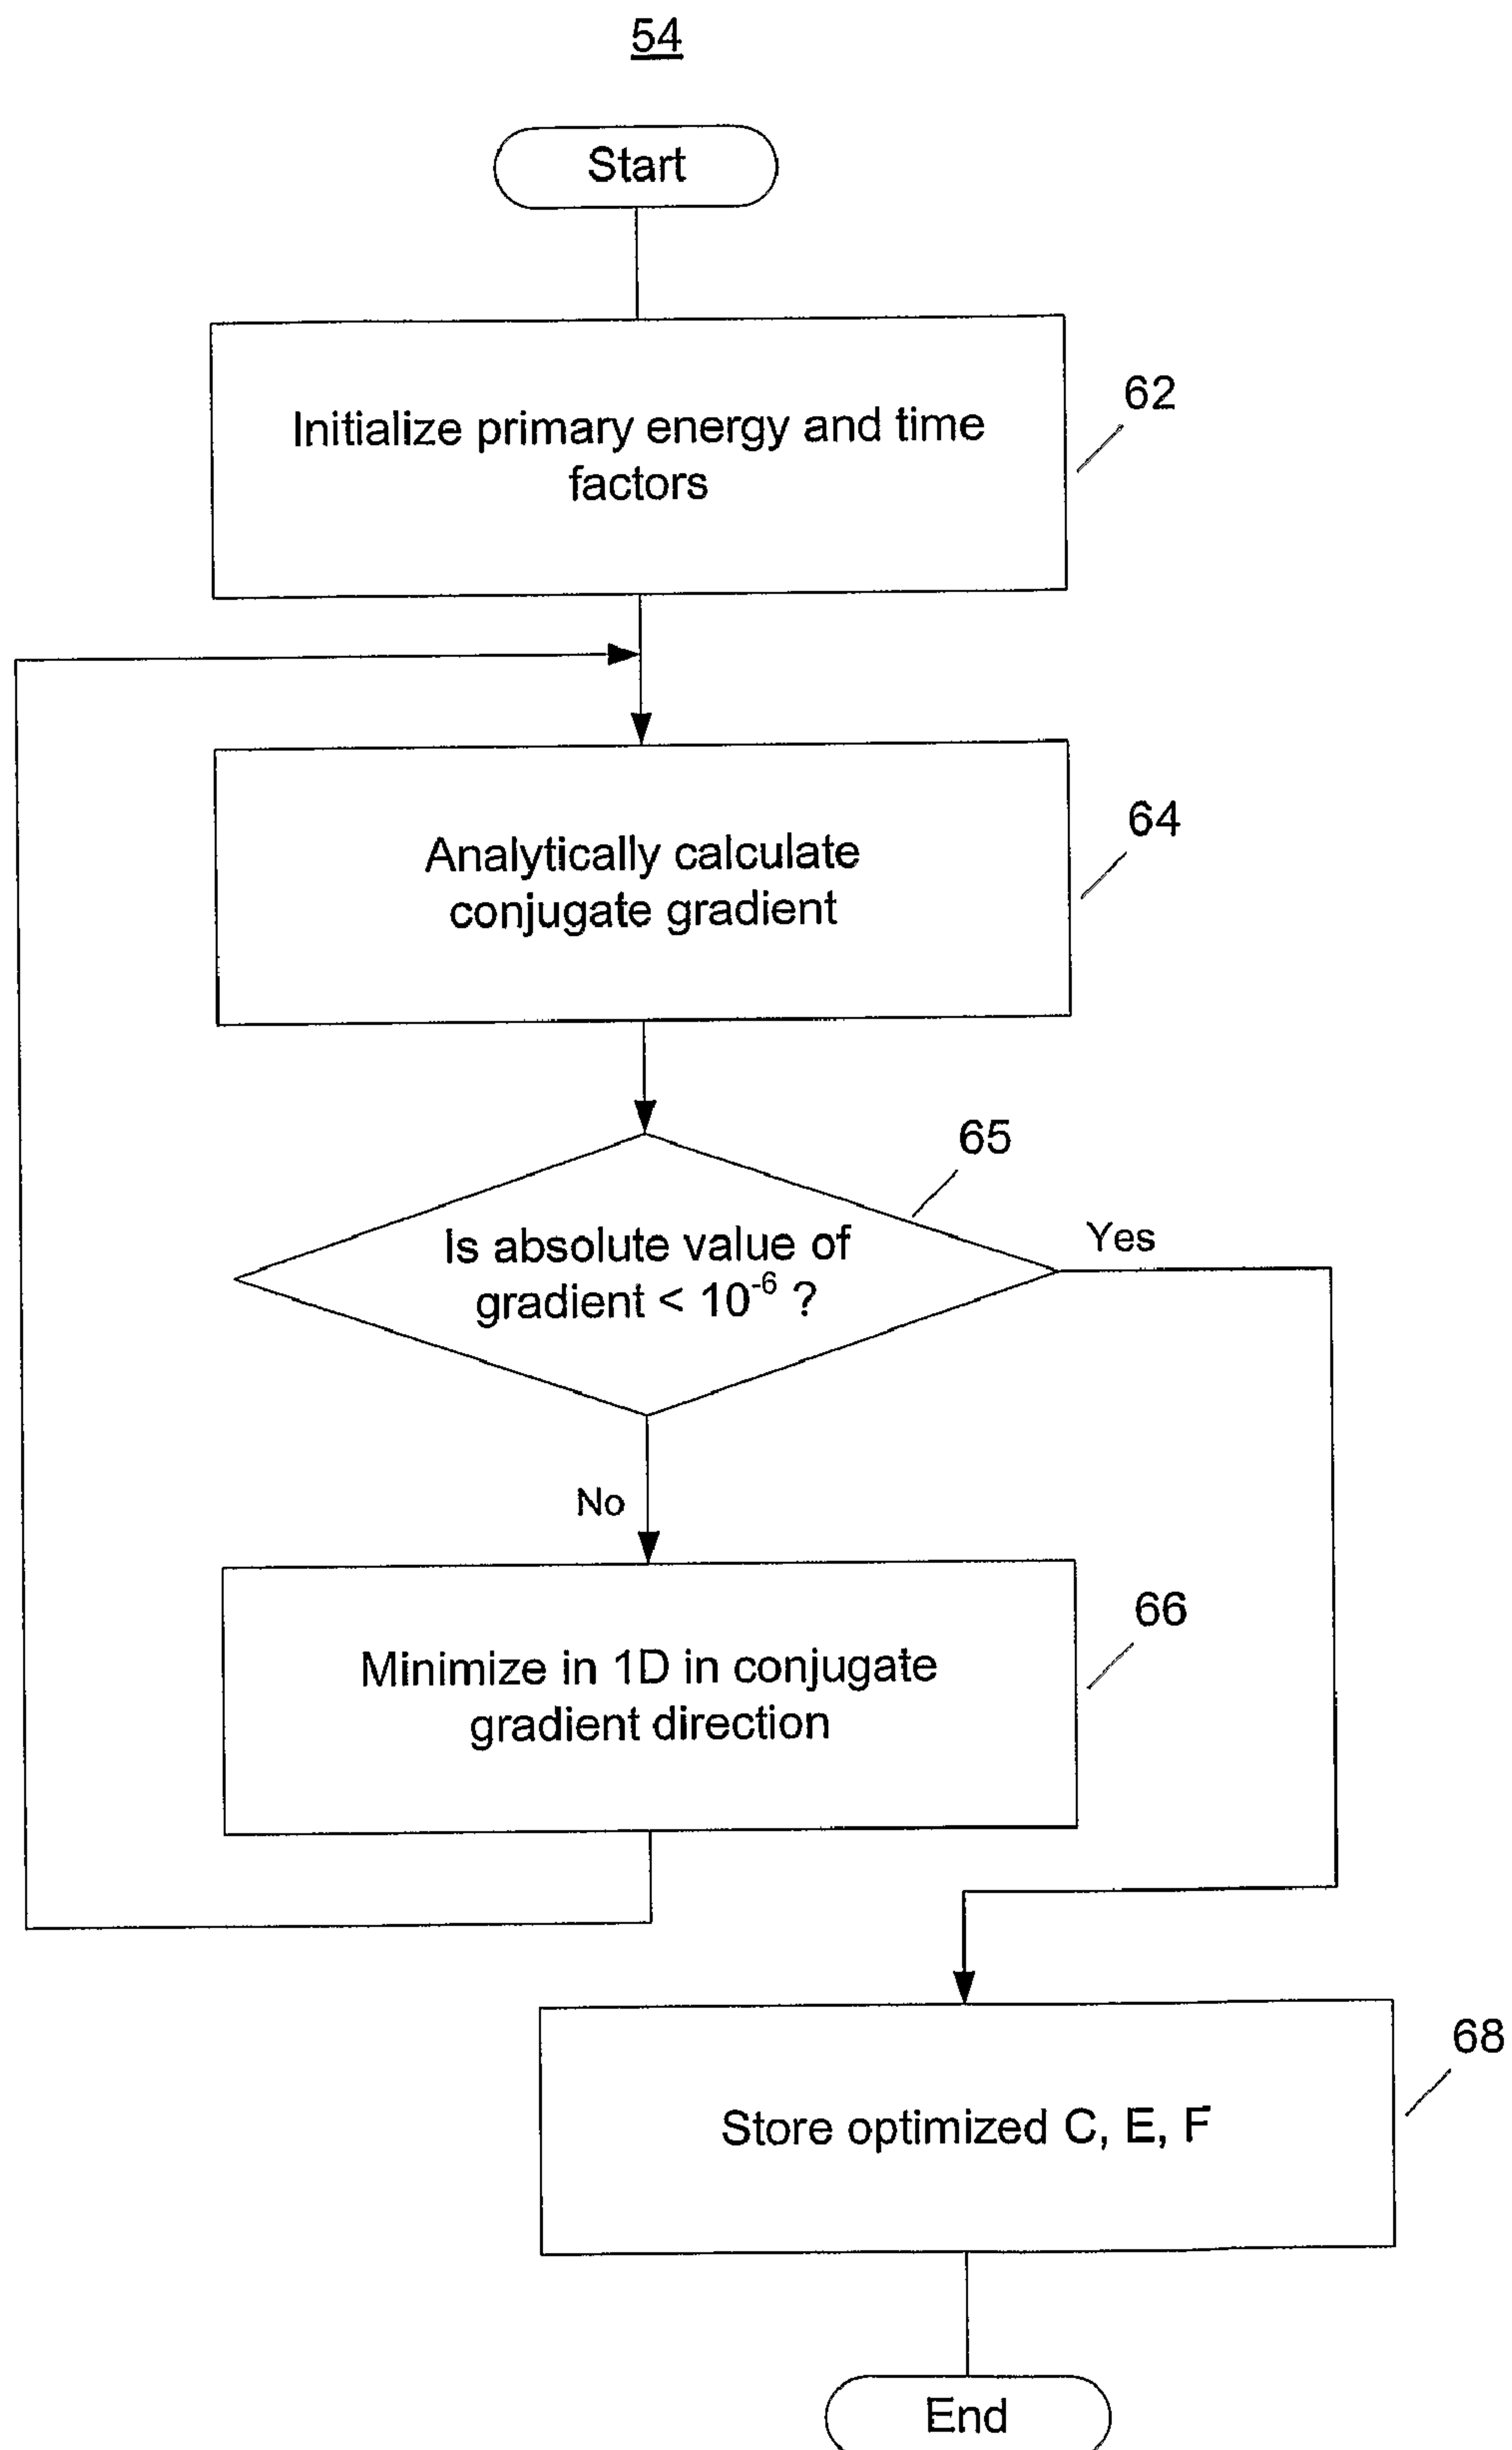 54
Start
Initialize primary energy and time
factors
62
Analytically calculate
conjugate gradient
64
65
Is absolute value of
gradient < 10⁻⁶ ?
Yes
No
Minimize in 1D in conjugate
gradient direction
66
Store optimized C, E, F
68
End